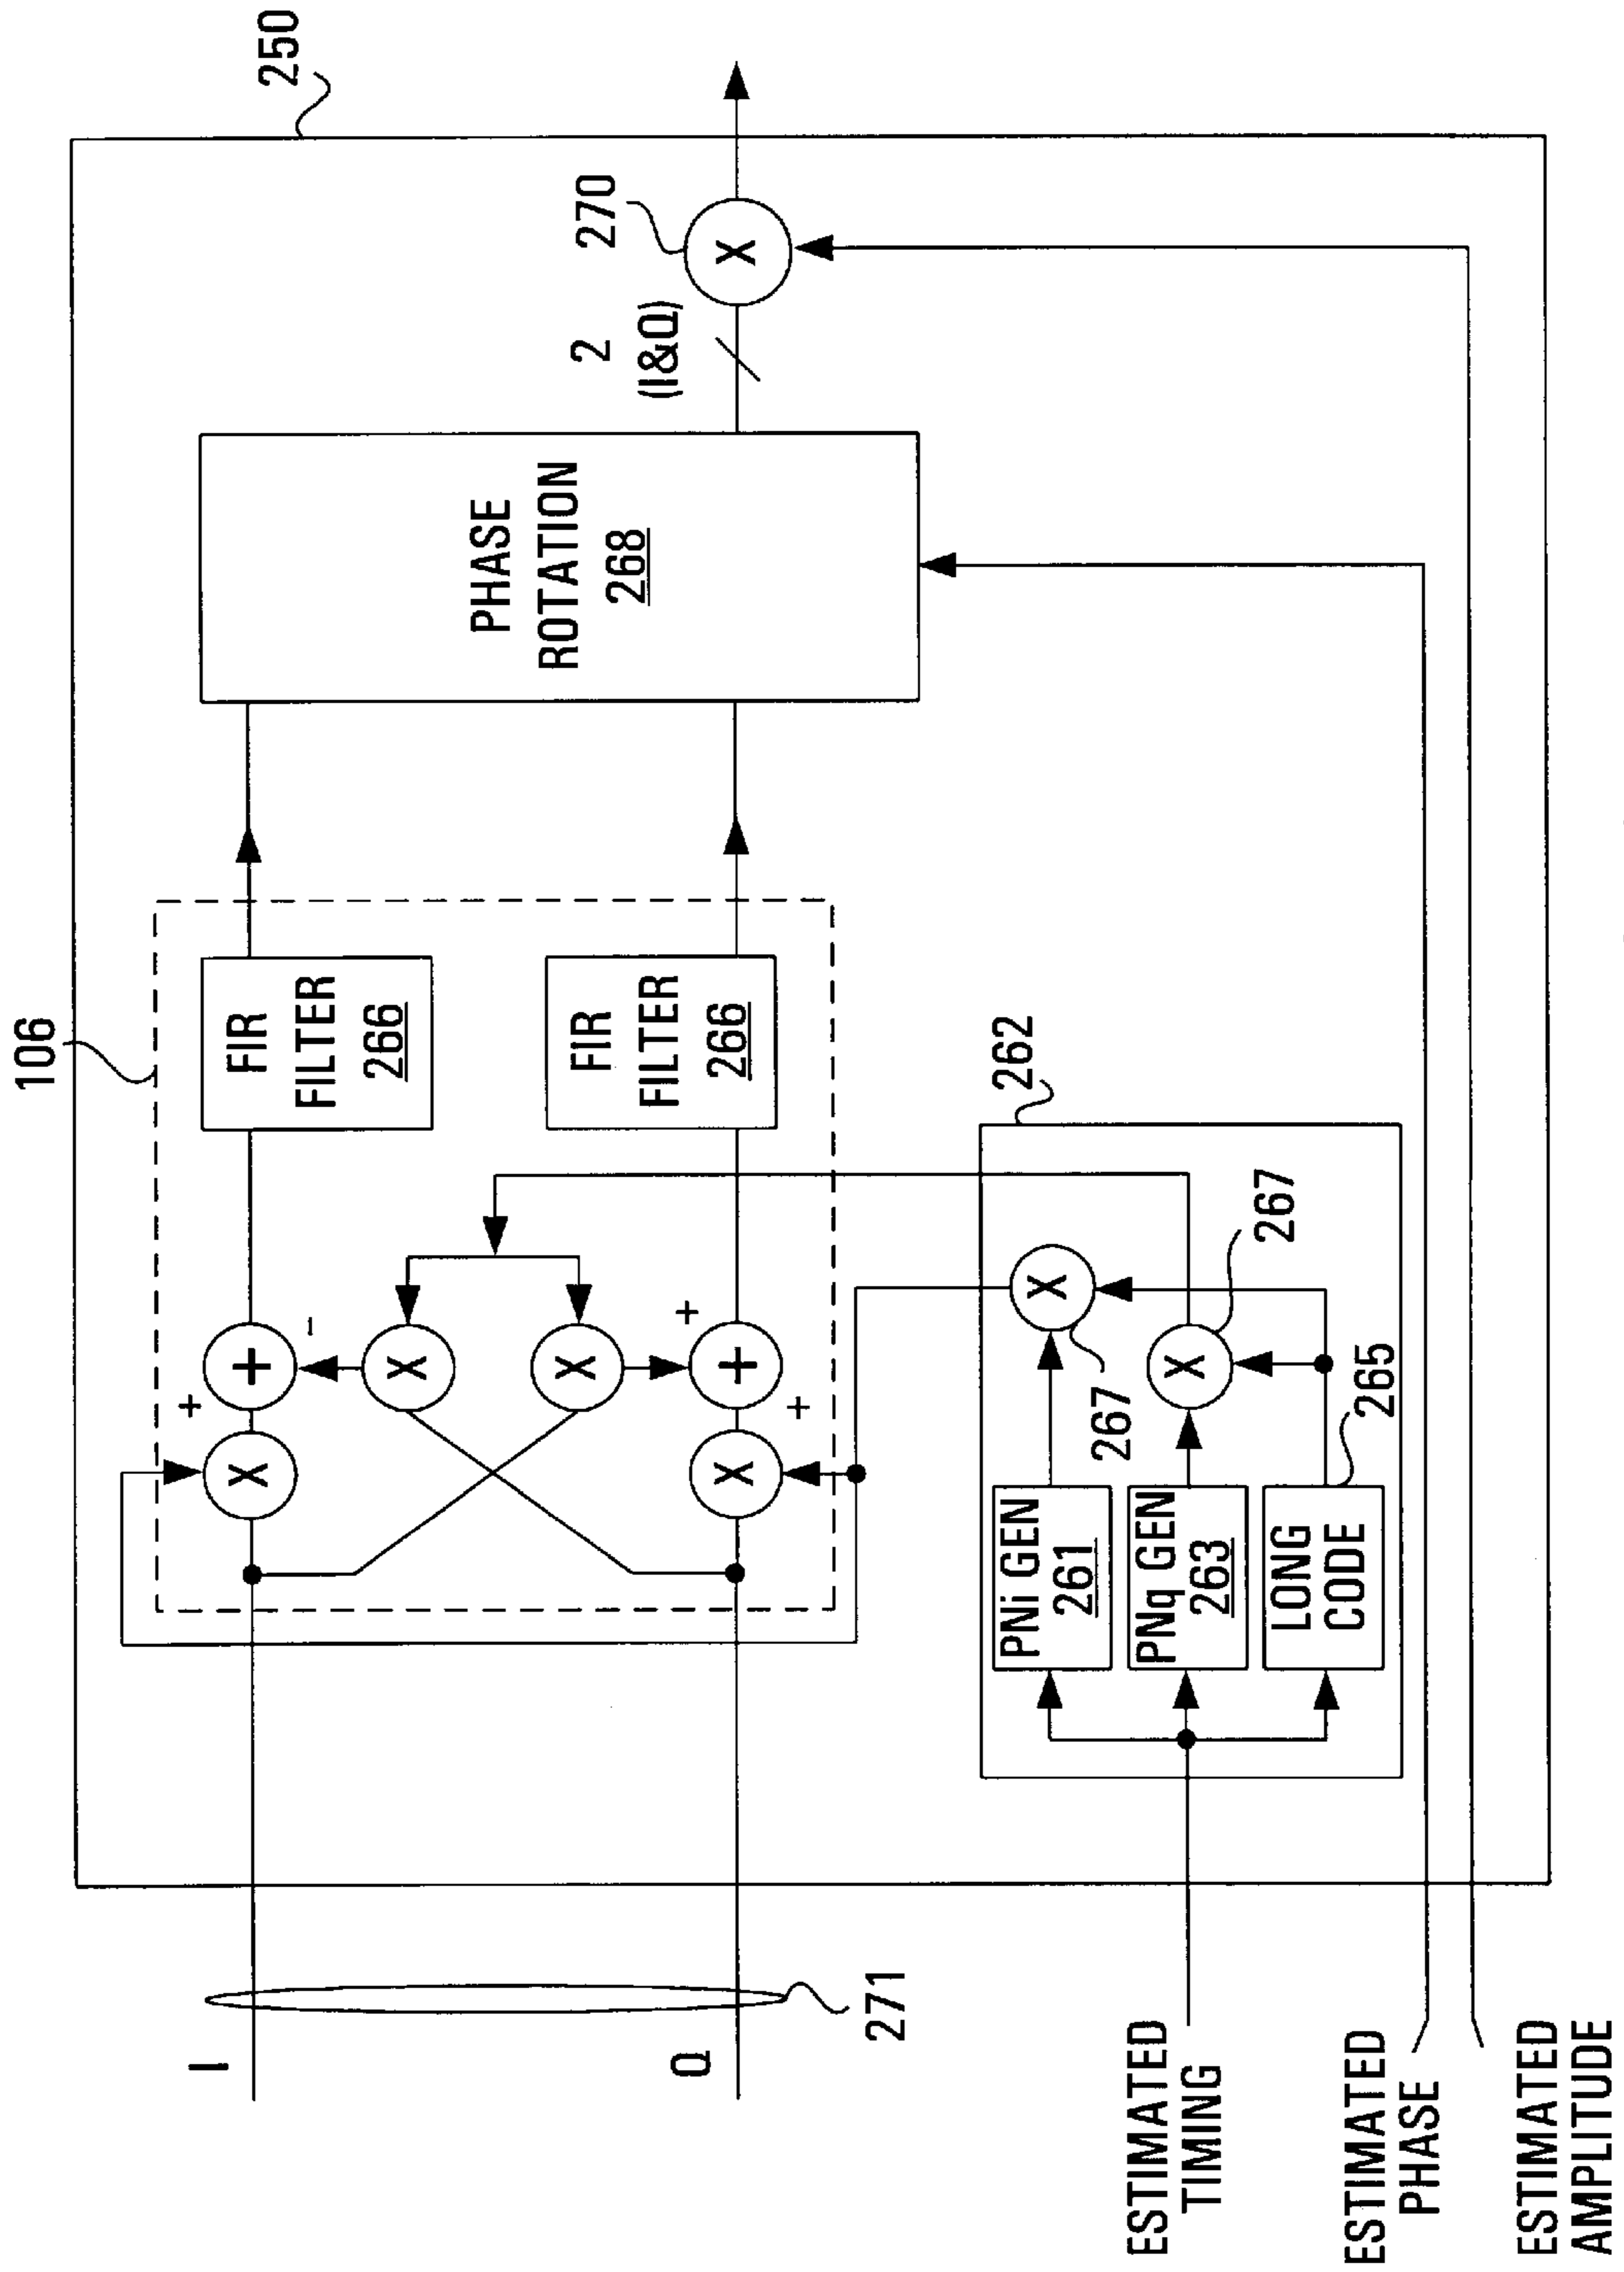 250
106
I
Q
271
+
-
+
+
X
+
X
X
X
+
FIR
FILTER
266
FIR
FILTER
266
PHASE
ROTATION
268
2
(I&Q)
270
X
262
PNi GEN
261
PNq GEN
263
LONG
CODE
265
X
267
X
267
ESTIMATED
TIMING
ESTIMATED
PHASE
ESTIMATED
AMPLITUDE